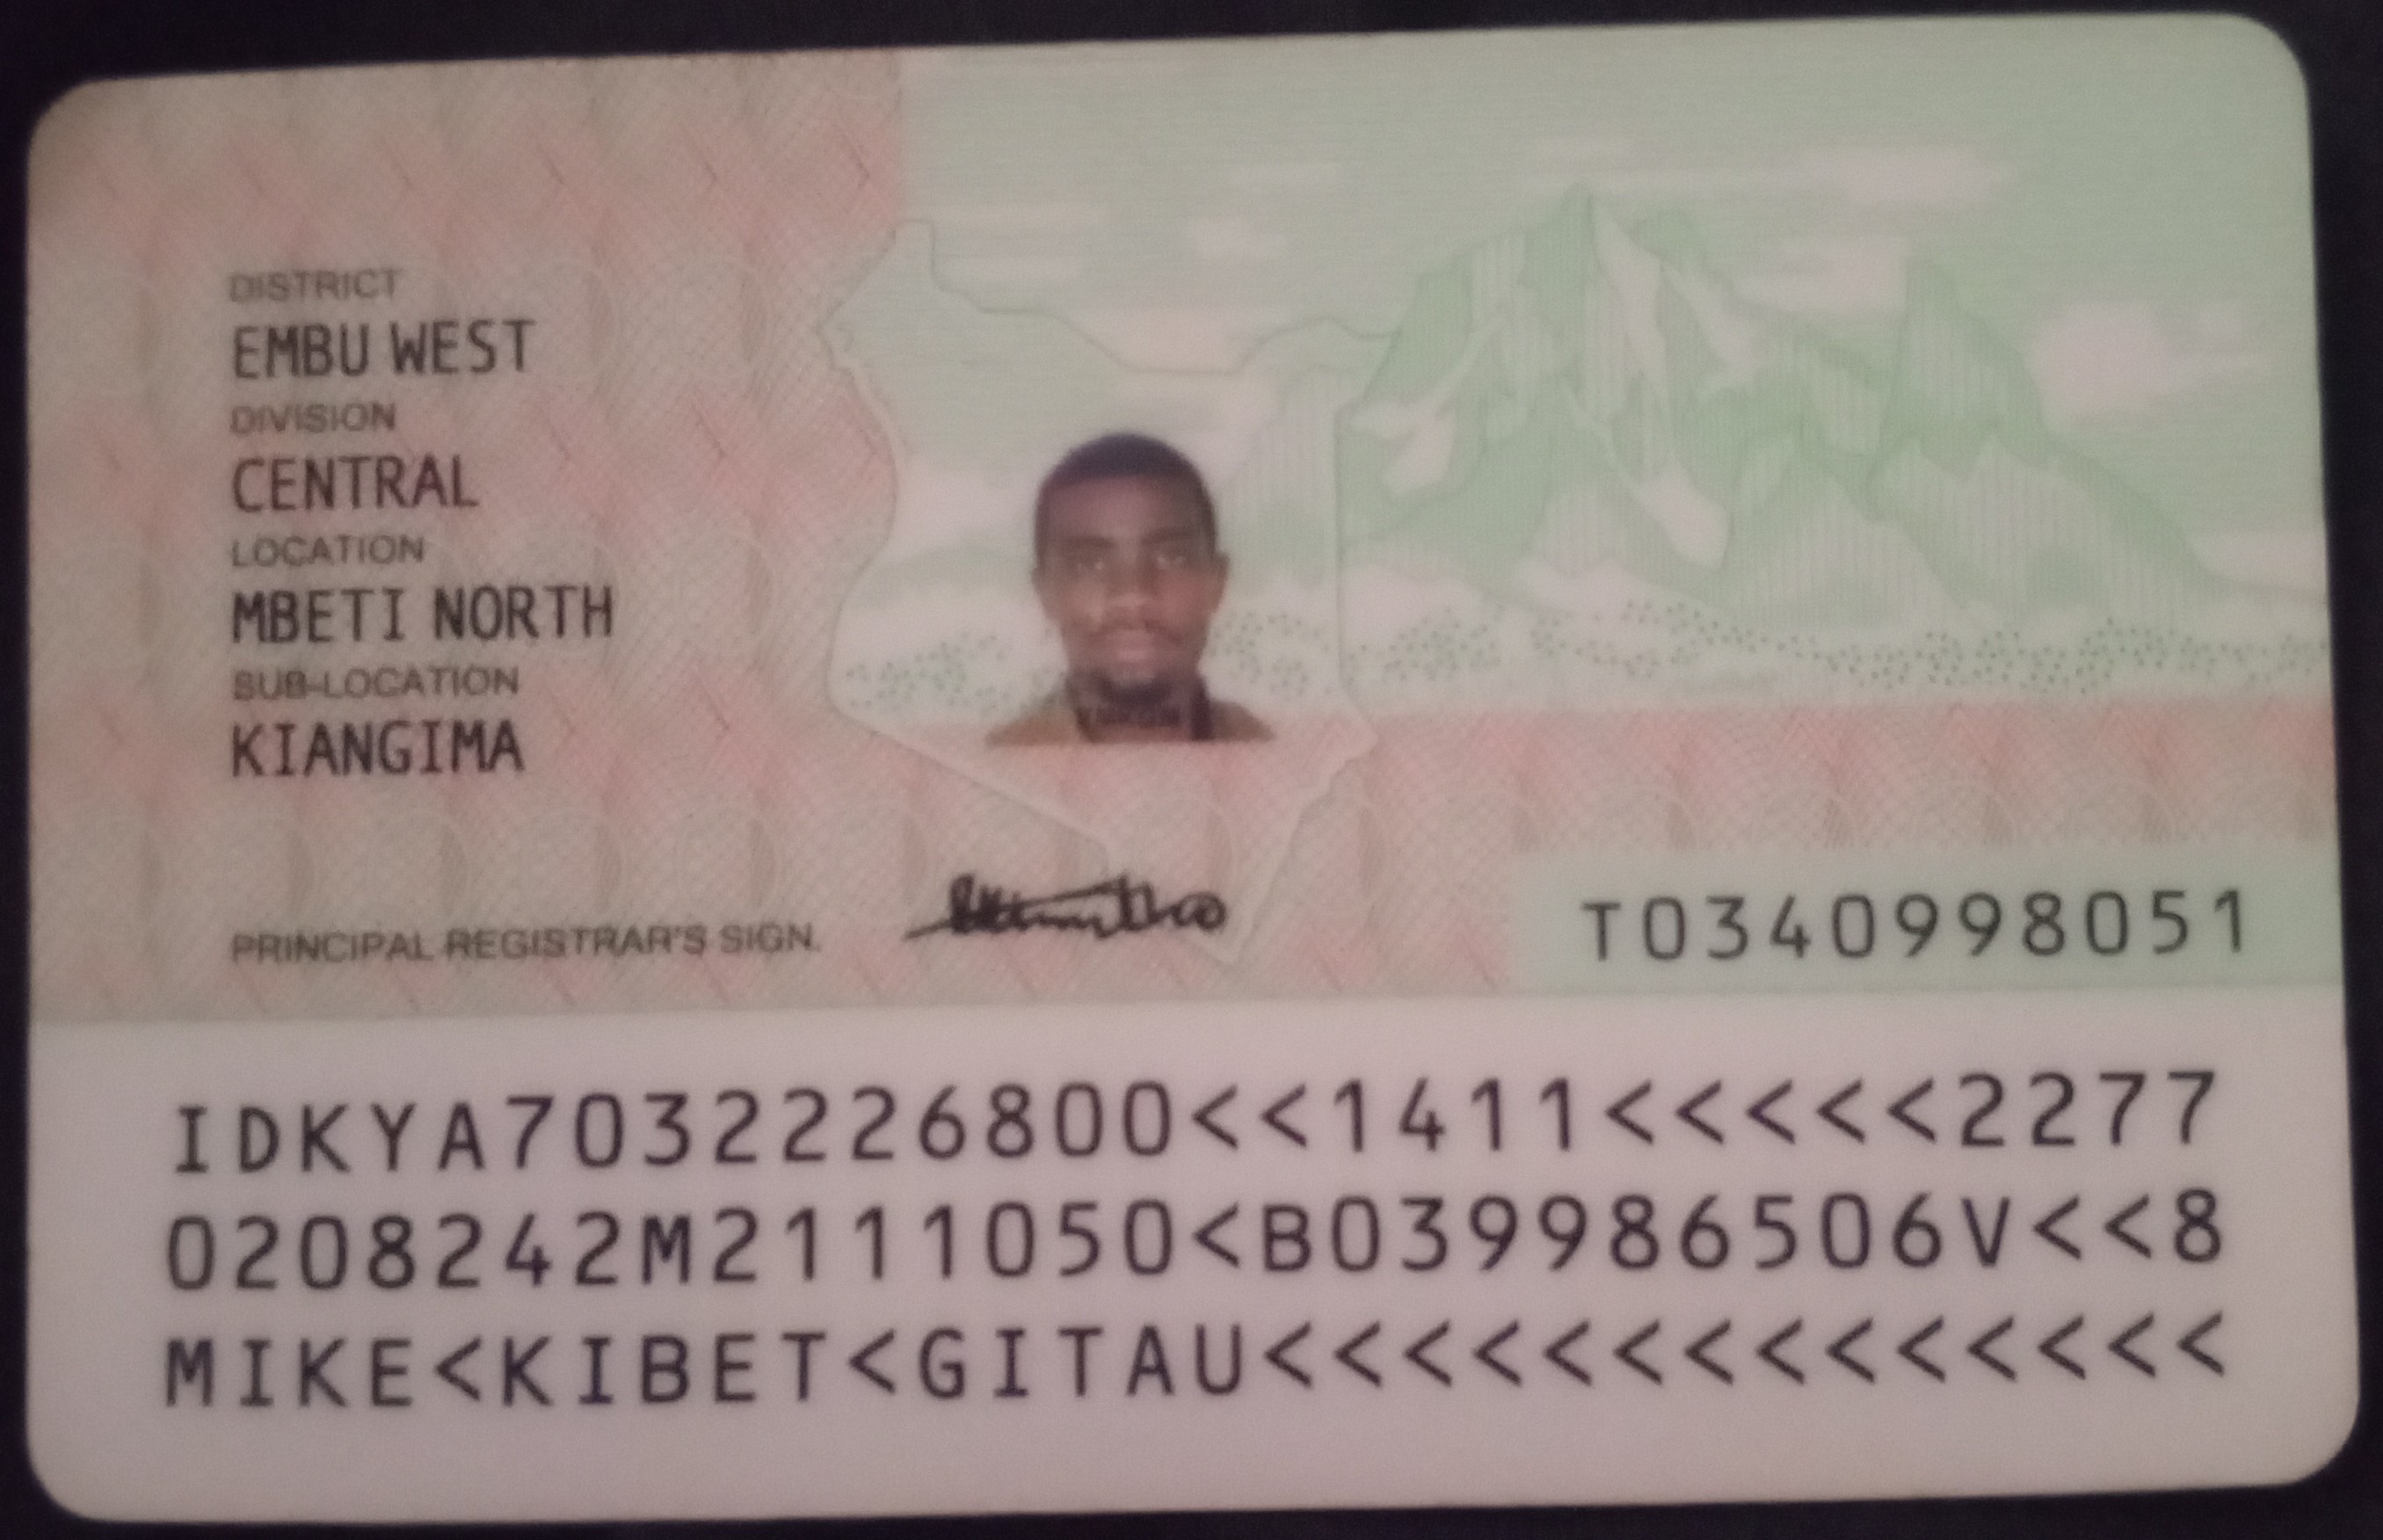 DISTRICT
EMBU WEST
DIVISION
CENTRAL
LOCATION
MBETI NORTH
SUB-LOCATION
KIANGIMA
PRINCIPAL REGISTRAR'S SIGN.
T0340998051
IDKYA7032226800<<1411<<<<<2277
0208242M2111050<B039986506V<<8
MIKE<KIBET<GITAU<<<<<<<<<<<<<<